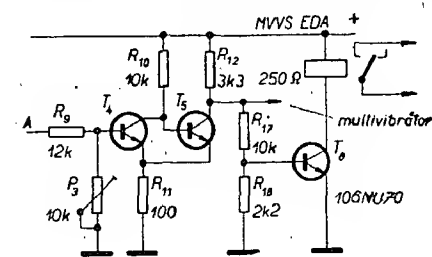 MVVS EDA +
R10
10k
R12
3k3
250 Ω
A
R9
12k
T4
T5
multivibrátor
R17
10k
T6
P3
10k
R11
100
R18
2k2
106NU70